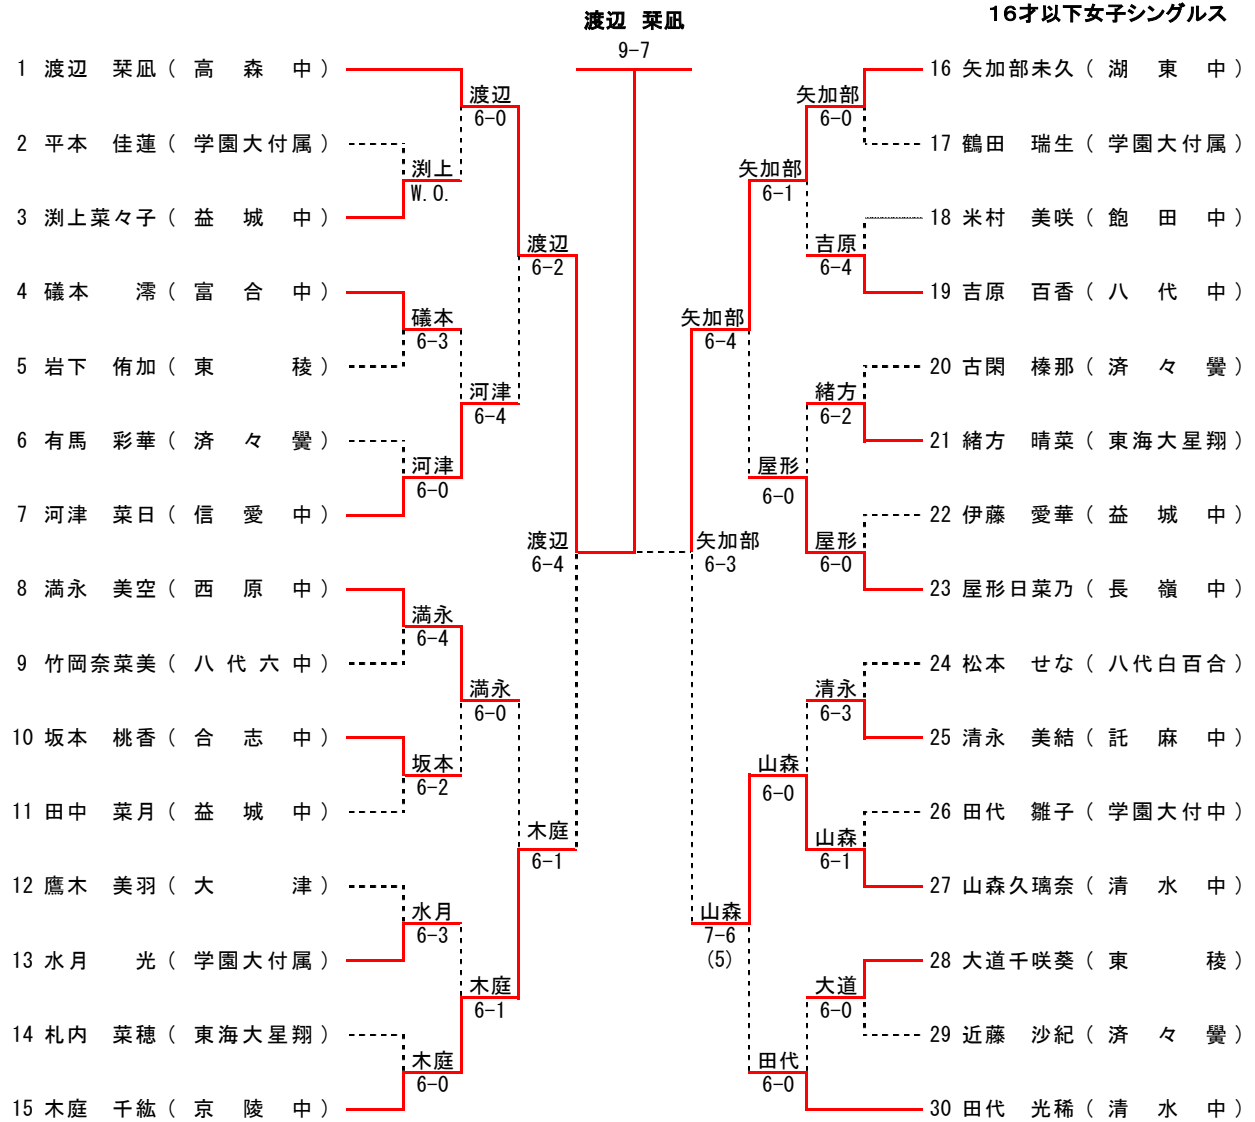 16才以下女子シングルス
渡辺 栞凪
9-7
1 渡辺 栞凪 ( 高森中 )
2 平本 佳蓮 ( 学園大付属 )
3 渕上菜々子 ( 益城中 )
4 礒本 澪 ( 富合中 )
5 岩下 侑加 ( 東稜 )
6 有馬 彩華 ( 済々黌 )
7 河津 菜日 ( 信愛中 )
8 満永 美空 ( 西原中 )
9 竹岡奈菜美 ( 八代六中 )
10 坂本 桃香 ( 合志中 )
11 田中 菜月 ( 益城中 )
12 鷹木 美羽 ( 大津 )
13 水月 光 ( 学園大付属 )
14 札内 菜穂 ( 東海大星翔 )
15 木庭 千紘 ( 京陵中 )
渕上
W.O.
礒本
6-3
河津
6-0
満永
6-4
坂本
6-2
水月
6-3
木庭
6-0
渡辺
6-0
河津
6-4
満永
6-0
木庭
6-1
渡辺
6-2
木庭
6-1
渡辺
6-4
矢加部
6-3
矢加部
6-4
山森
7-6
(5)
矢加部
6-1
屋形
6-0
山森
6-0
田代
6-0
矢加部
6-0
吉原
6-4
緒方
6-2
屋形
6-0
清永
6-3
山森
6-1
大道
6-0
16 矢加部未久 ( 湖東中 )
17 鶴田 瑞生 ( 学園大付属 )
18 米村 美咲 ( 飽田中 )
19 吉原 百香 ( 八代中 )
20 古閑 榛那 ( 済々黌 )
21 緒方 晴菜 ( 東海大星翔 )
22 伊藤 愛華 ( 益城中 )
23 屋形日菜乃 ( 長嶺中 )
24 松本 せな ( 八代白百合 )
25 清永 美結 ( 託麻中 )
26 田代 雛子 ( 学園大付中 )
27 山森久璃奈 ( 清水中 )
28 大道千咲葵 ( 東稜 )
29 近藤 沙紀 ( 済々黌 )
30 田代 光稀 ( 清水中 )